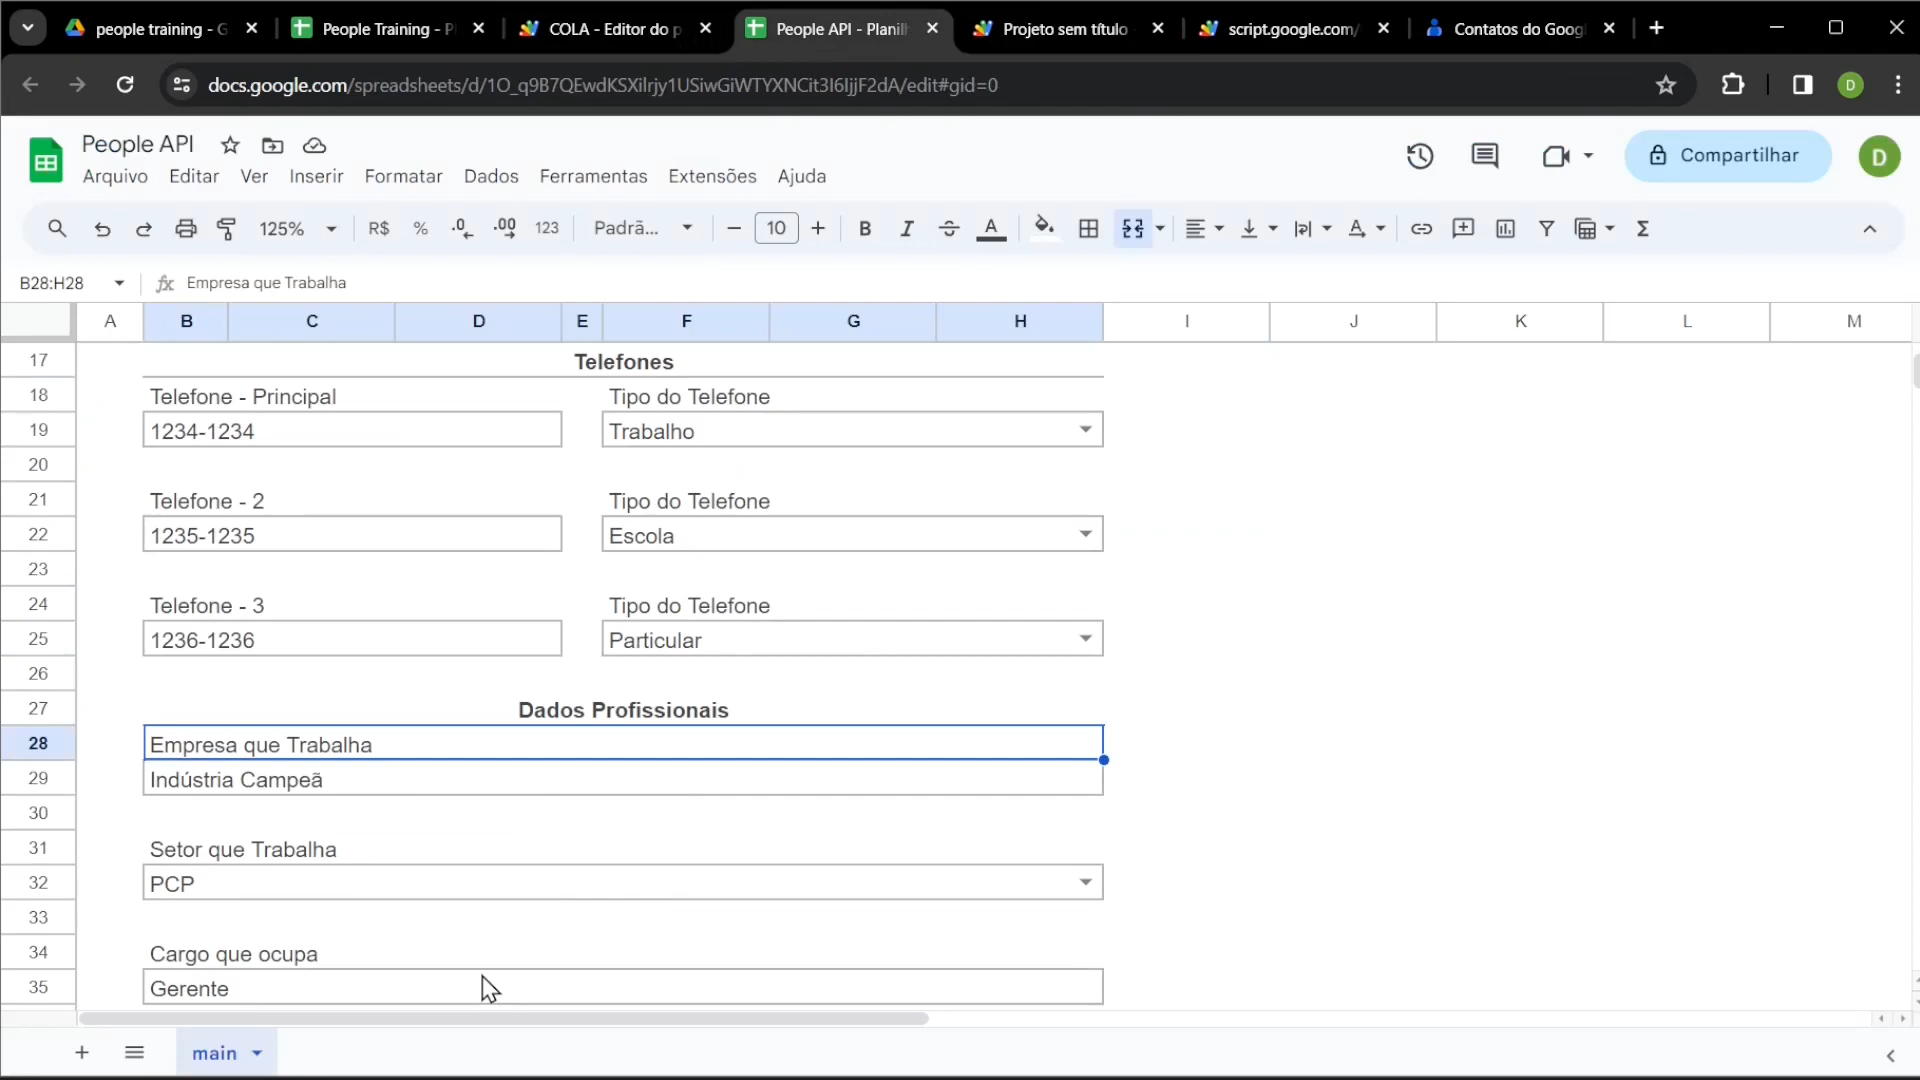 people training - G
People Training - Pl
COLA - Editor do p
People API - Planilh
Projeto sem título
script.google.com/
Contatos do Googl
docs.google.com/spreadsheets/d/1O_q9B7QEwdKSXilrjy1USiwGiWTYXNCit3I6IjjF2dA/edit#gid=0
D
People API
Compartilhar
D
Arquivo Editar Ver Inserir Formatar Dados Ferramentas Extensões Ajuda
125% R$ % .0 .00 123 Padrã... 10 B I A
B28:H28 fx Empresa que Trabalha
A B C D E F G H I J K L M
17 Telefones
18 Telefone - Principal Tipo do Telefone
19 1234-1234 Trabalho
20
21 Telefone - 2 Tipo do Telefone
22 1235-1235 Escola
23
24 Telefone - 3 Tipo do Telefone
25 1236-1236 Particular
26
27 Dados Profissionais
28 Empresa que Trabalha
29 Indústria Campeã
30
31 Setor que Trabalha
32 PCP
33
34 Cargo que ocupa
35 Gerente
main